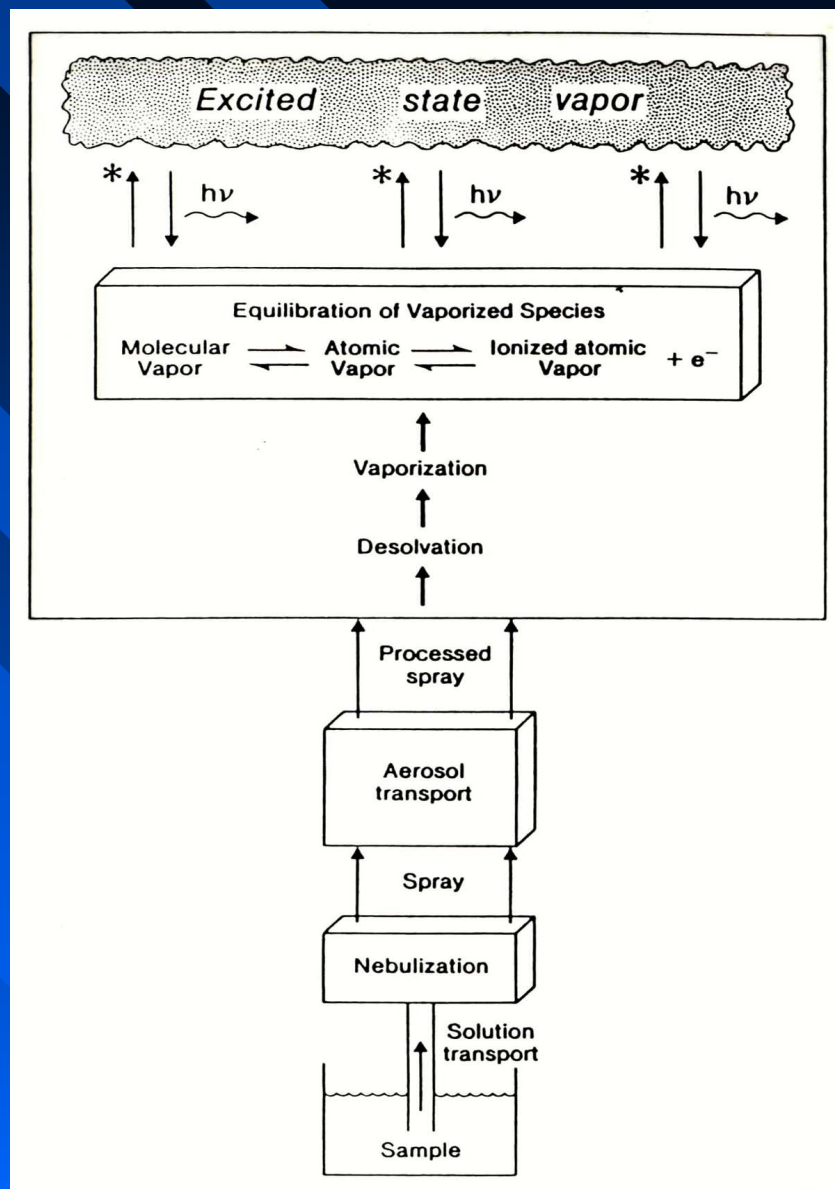 Excited state vapor
* hν * hν * hν
Equilibration of Vaporized Species
Molecular Vapor ⇌ Atomic Vapor ⇌ Ionized atomic Vapor + e⁻
Vaporization
Desolvation
Processed
spray
Aerosol
transport
Spray
Nebulization
Solution
transport
Sample